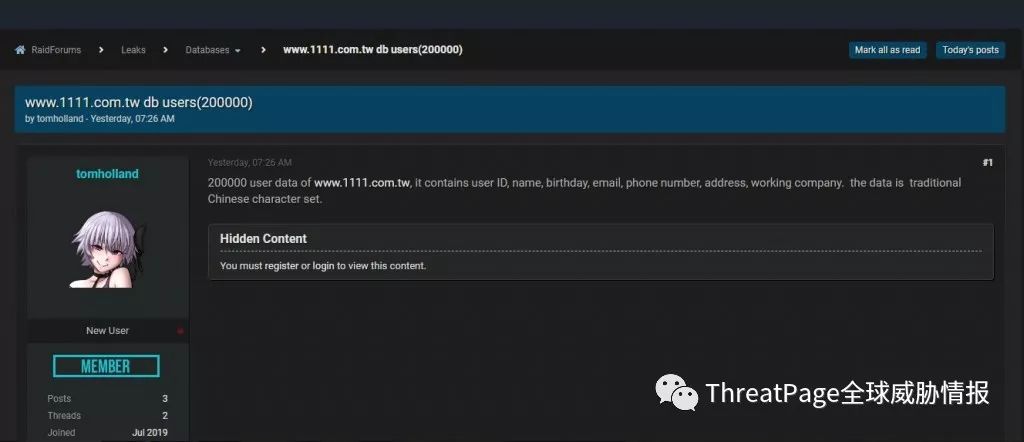 RaidForums > Leaks > Databases > www.1111.com.tw db users(200000)
Mark all as read
Today's posts
www.1111.com.tw db users(200000)
by tomholland - Yesterday, 07:26 AM
tomholland
New User
MEMBER
Posts 3
Threads 2
Joined Jul 2019
Yesterday, 07:26 AM
#1
200000 user data of www.1111.com.tw, it contains user ID, name, birthday, email, phone number, address, working company. the data is traditional
Chinese character set.
Hidden Content
You must register or login to view this content.
ThreatPage全球威胁情报